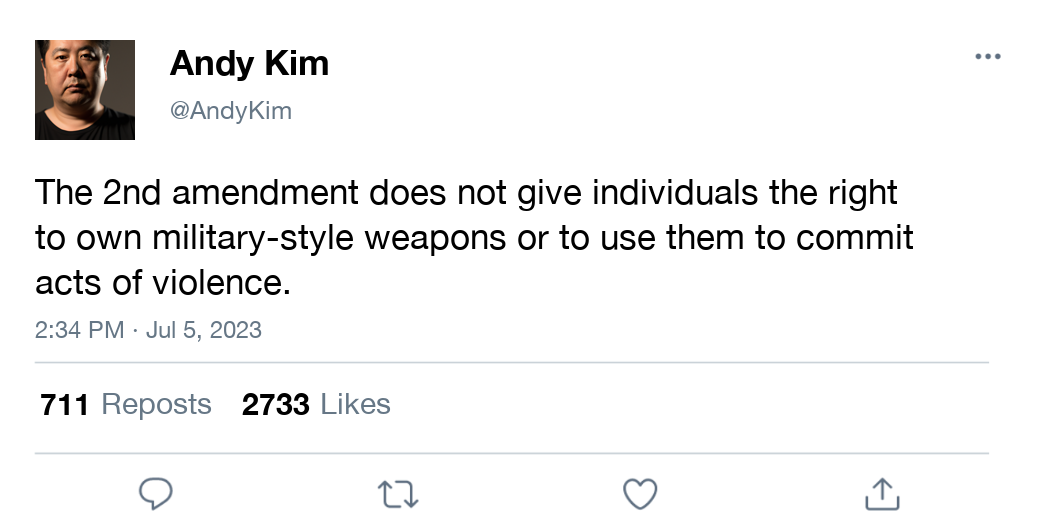 Andy Kim
@AndyKim
The 2nd amendment does not give individuals the right
to own military-style weapons or to use them to commit
acts of violence.
2:34 PM · Jul 5, 2023
711 Reposts 2733 Likes